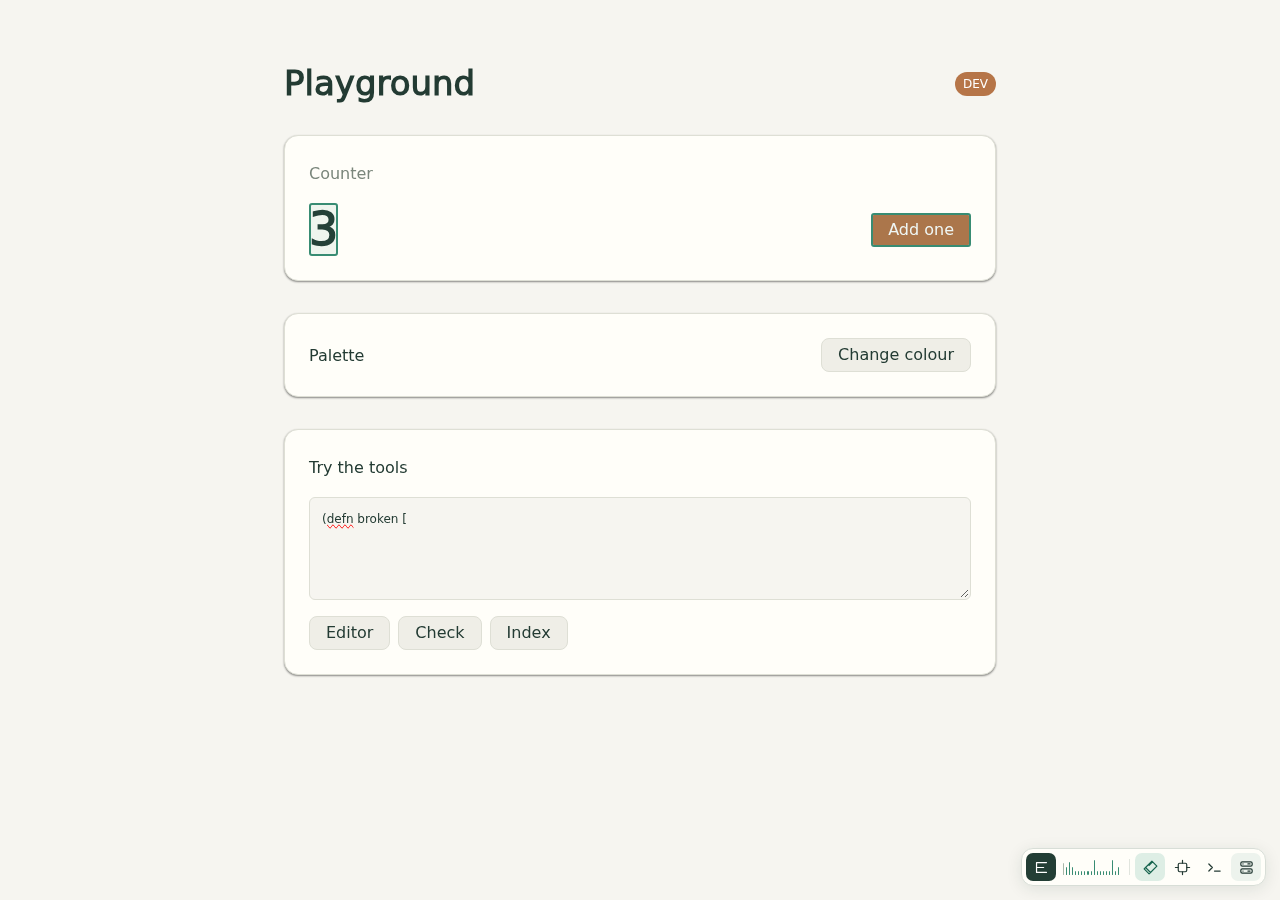 Playground
DEV
Counter
3
Add one
Palette
Change colour
Try the tools
(defn broken [
Editor
Check
Index